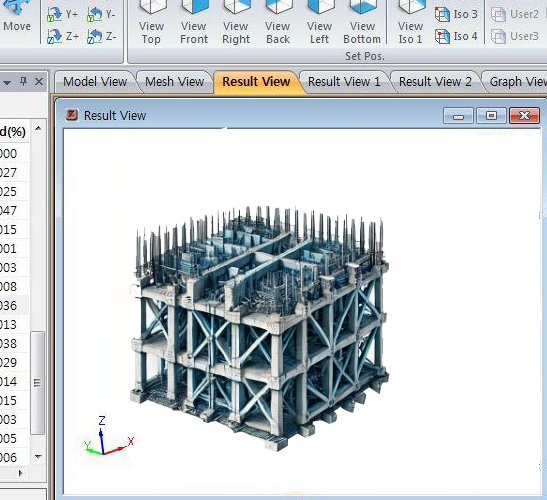 Move
Y+
Y-
Z+
Z-
View Top
View Front
View Right
View Back
View Left
View Bottom
View Iso 1
Iso 3
Iso 4
User2
User3
Set Pos.
Model View
Mesh View
Result View
Result View 1
Result View 2
Graph View
Result View
d(%)
000
027
025
047
015
001
003
008
036
013
038
029
014
015
003
005
006
Z
Y
X